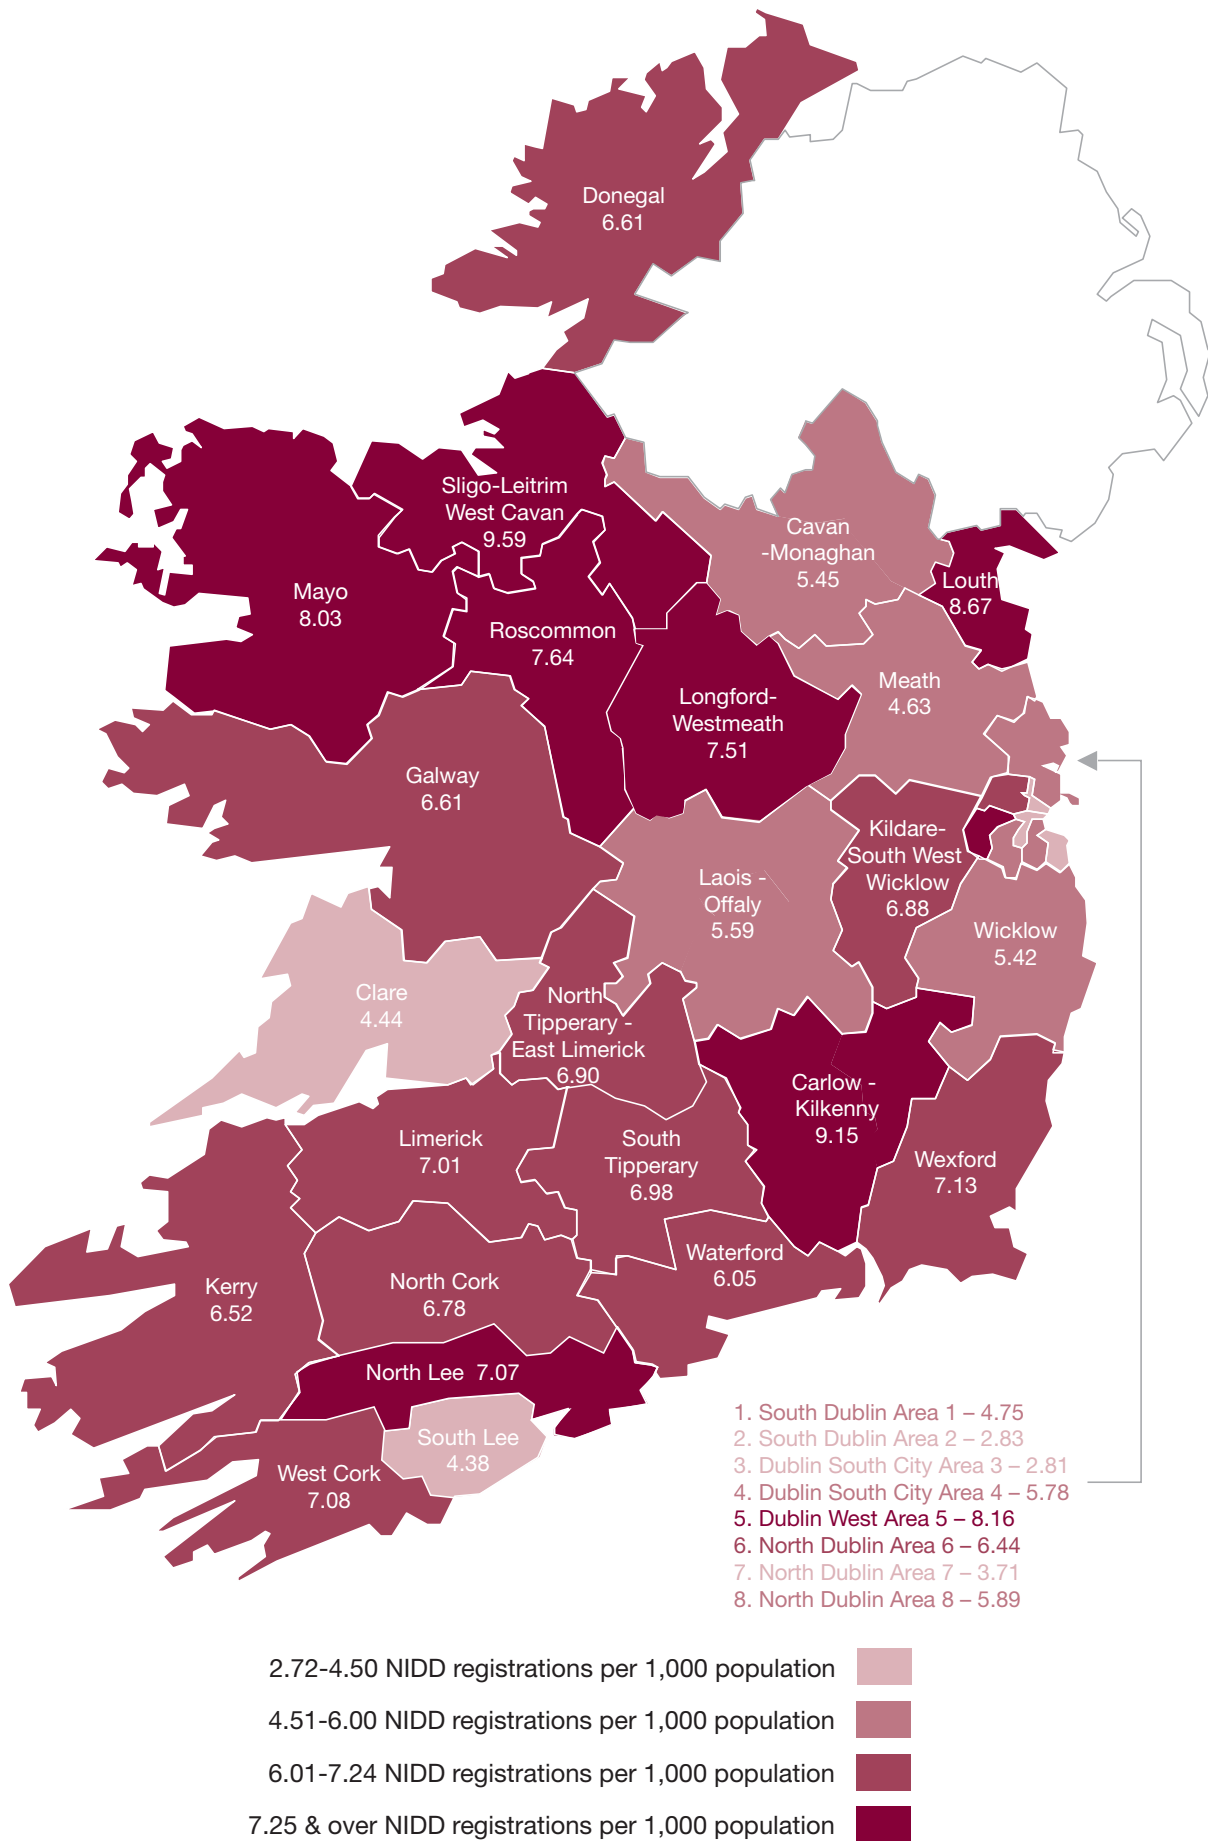 Donegal
6.61
Sligo-Leitrim
West Cavan
9.59
Cavan
-Monaghan
5.45
Louth
8.67
Mayo
8.03
Roscommon
7.64
Longford-
Westmeath
7.51
Meath
4.63
Galway
6.61
Kildare-
South West
Wicklow
6.88
Laois -
Offaly
5.59
Wicklow
5.42
Clare
4.44
North
Tipperary -
East Limerick
6.90
Carlow -
Kilkenny
9.15
Limerick
7.01
South
Tipperary
6.98
Wexford
7.13
Waterford
6.05
Kerry
6.52
North Cork
6.78
North Lee 7.07
South Lee
4.38
West Cork
7.08
1. South Dublin Area 1 – 4.75
2. South Dublin Area 2 – 2.83
3. Dublin South City Area 3 – 2.81
4. Dublin South City Area 4 – 5.78
5. Dublin West Area 5 – 8.16
6. North Dublin Area 6 – 6.44
7. North Dublin Area 7 – 3.71
8. North Dublin Area 8 – 5.89
2.72-4.50 NIDD registrations per 1,000 population
4.51-6.00 NIDD registrations per 1,000 population
6.01-7.24 NIDD registrations per 1,000 population
7.25 & over NIDD registrations per 1,000 population